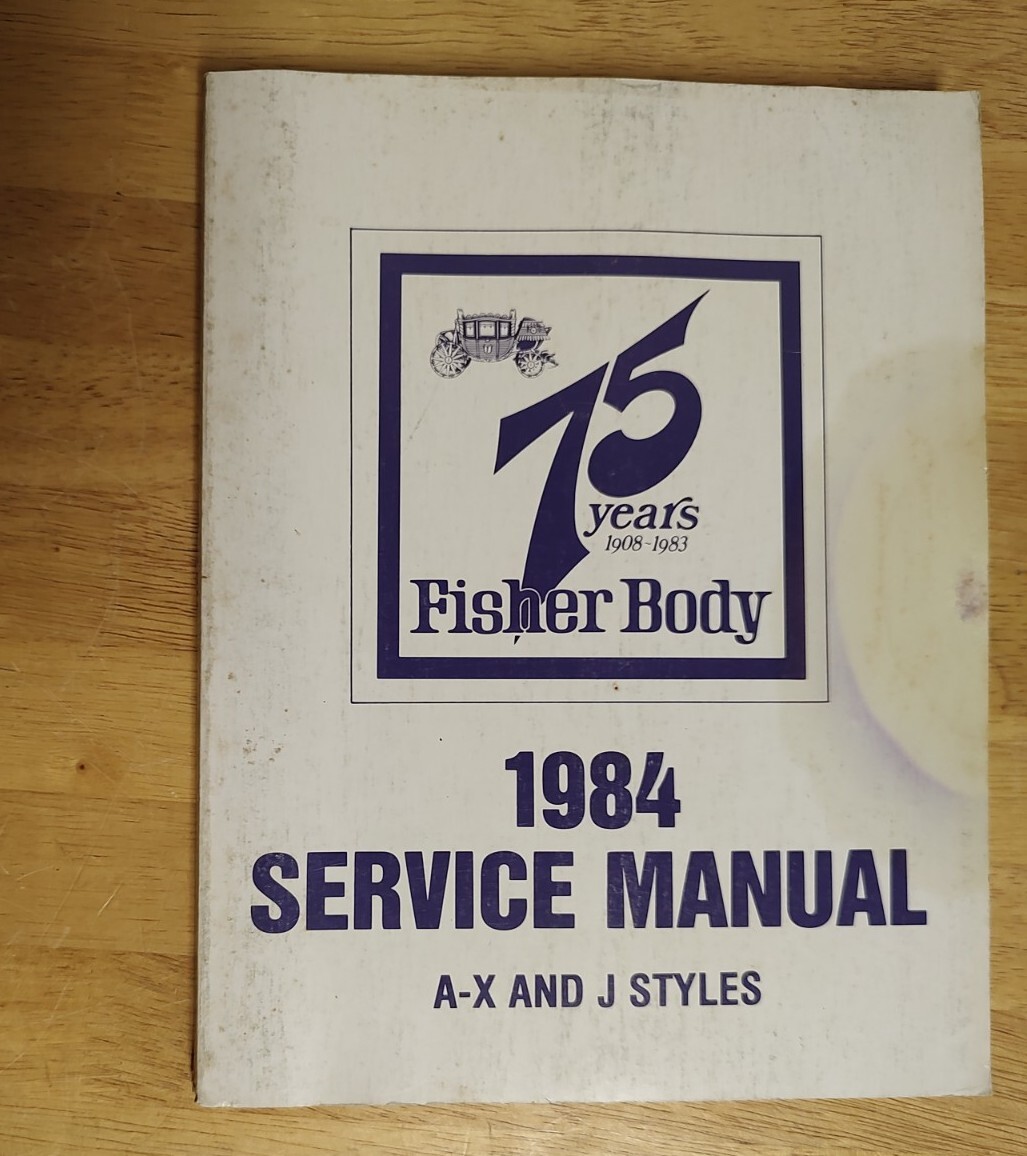 75
years
1908~1983
Fisher Body
1984
SERVICE MANUAL
A-X AND J STYLES